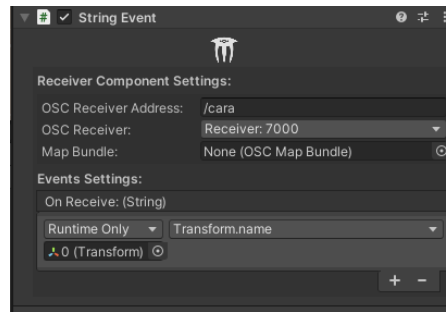 String Event
Receiver Component Settings:
OSC Receiver Address: /cara
OSC Receiver: Receiver: 7000
Map Bundle: None (OSC Map Bundle)
Events Settings:
On Receive: (String)
Runtime Only Transform.name
0 (Transform)
+ -